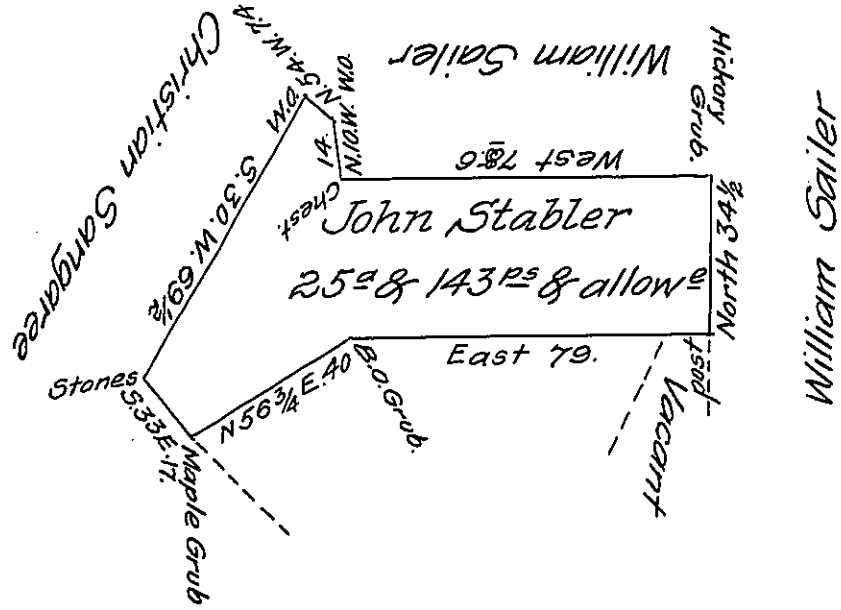 Christian Sangaree
N.54.W.7.4
O.M.
William Sailer
Hickory
Grub.
William Sailer
O.M.
N.10.W.
14.
Chest.
West 78.6
North 34½
John Stabler
25a & 143ps & allowe
S.30.W.69½
East 79.
post
Vacant
B.O.Grub.
N56¾E.40
Stones
S.33E.17.
Maple Grub